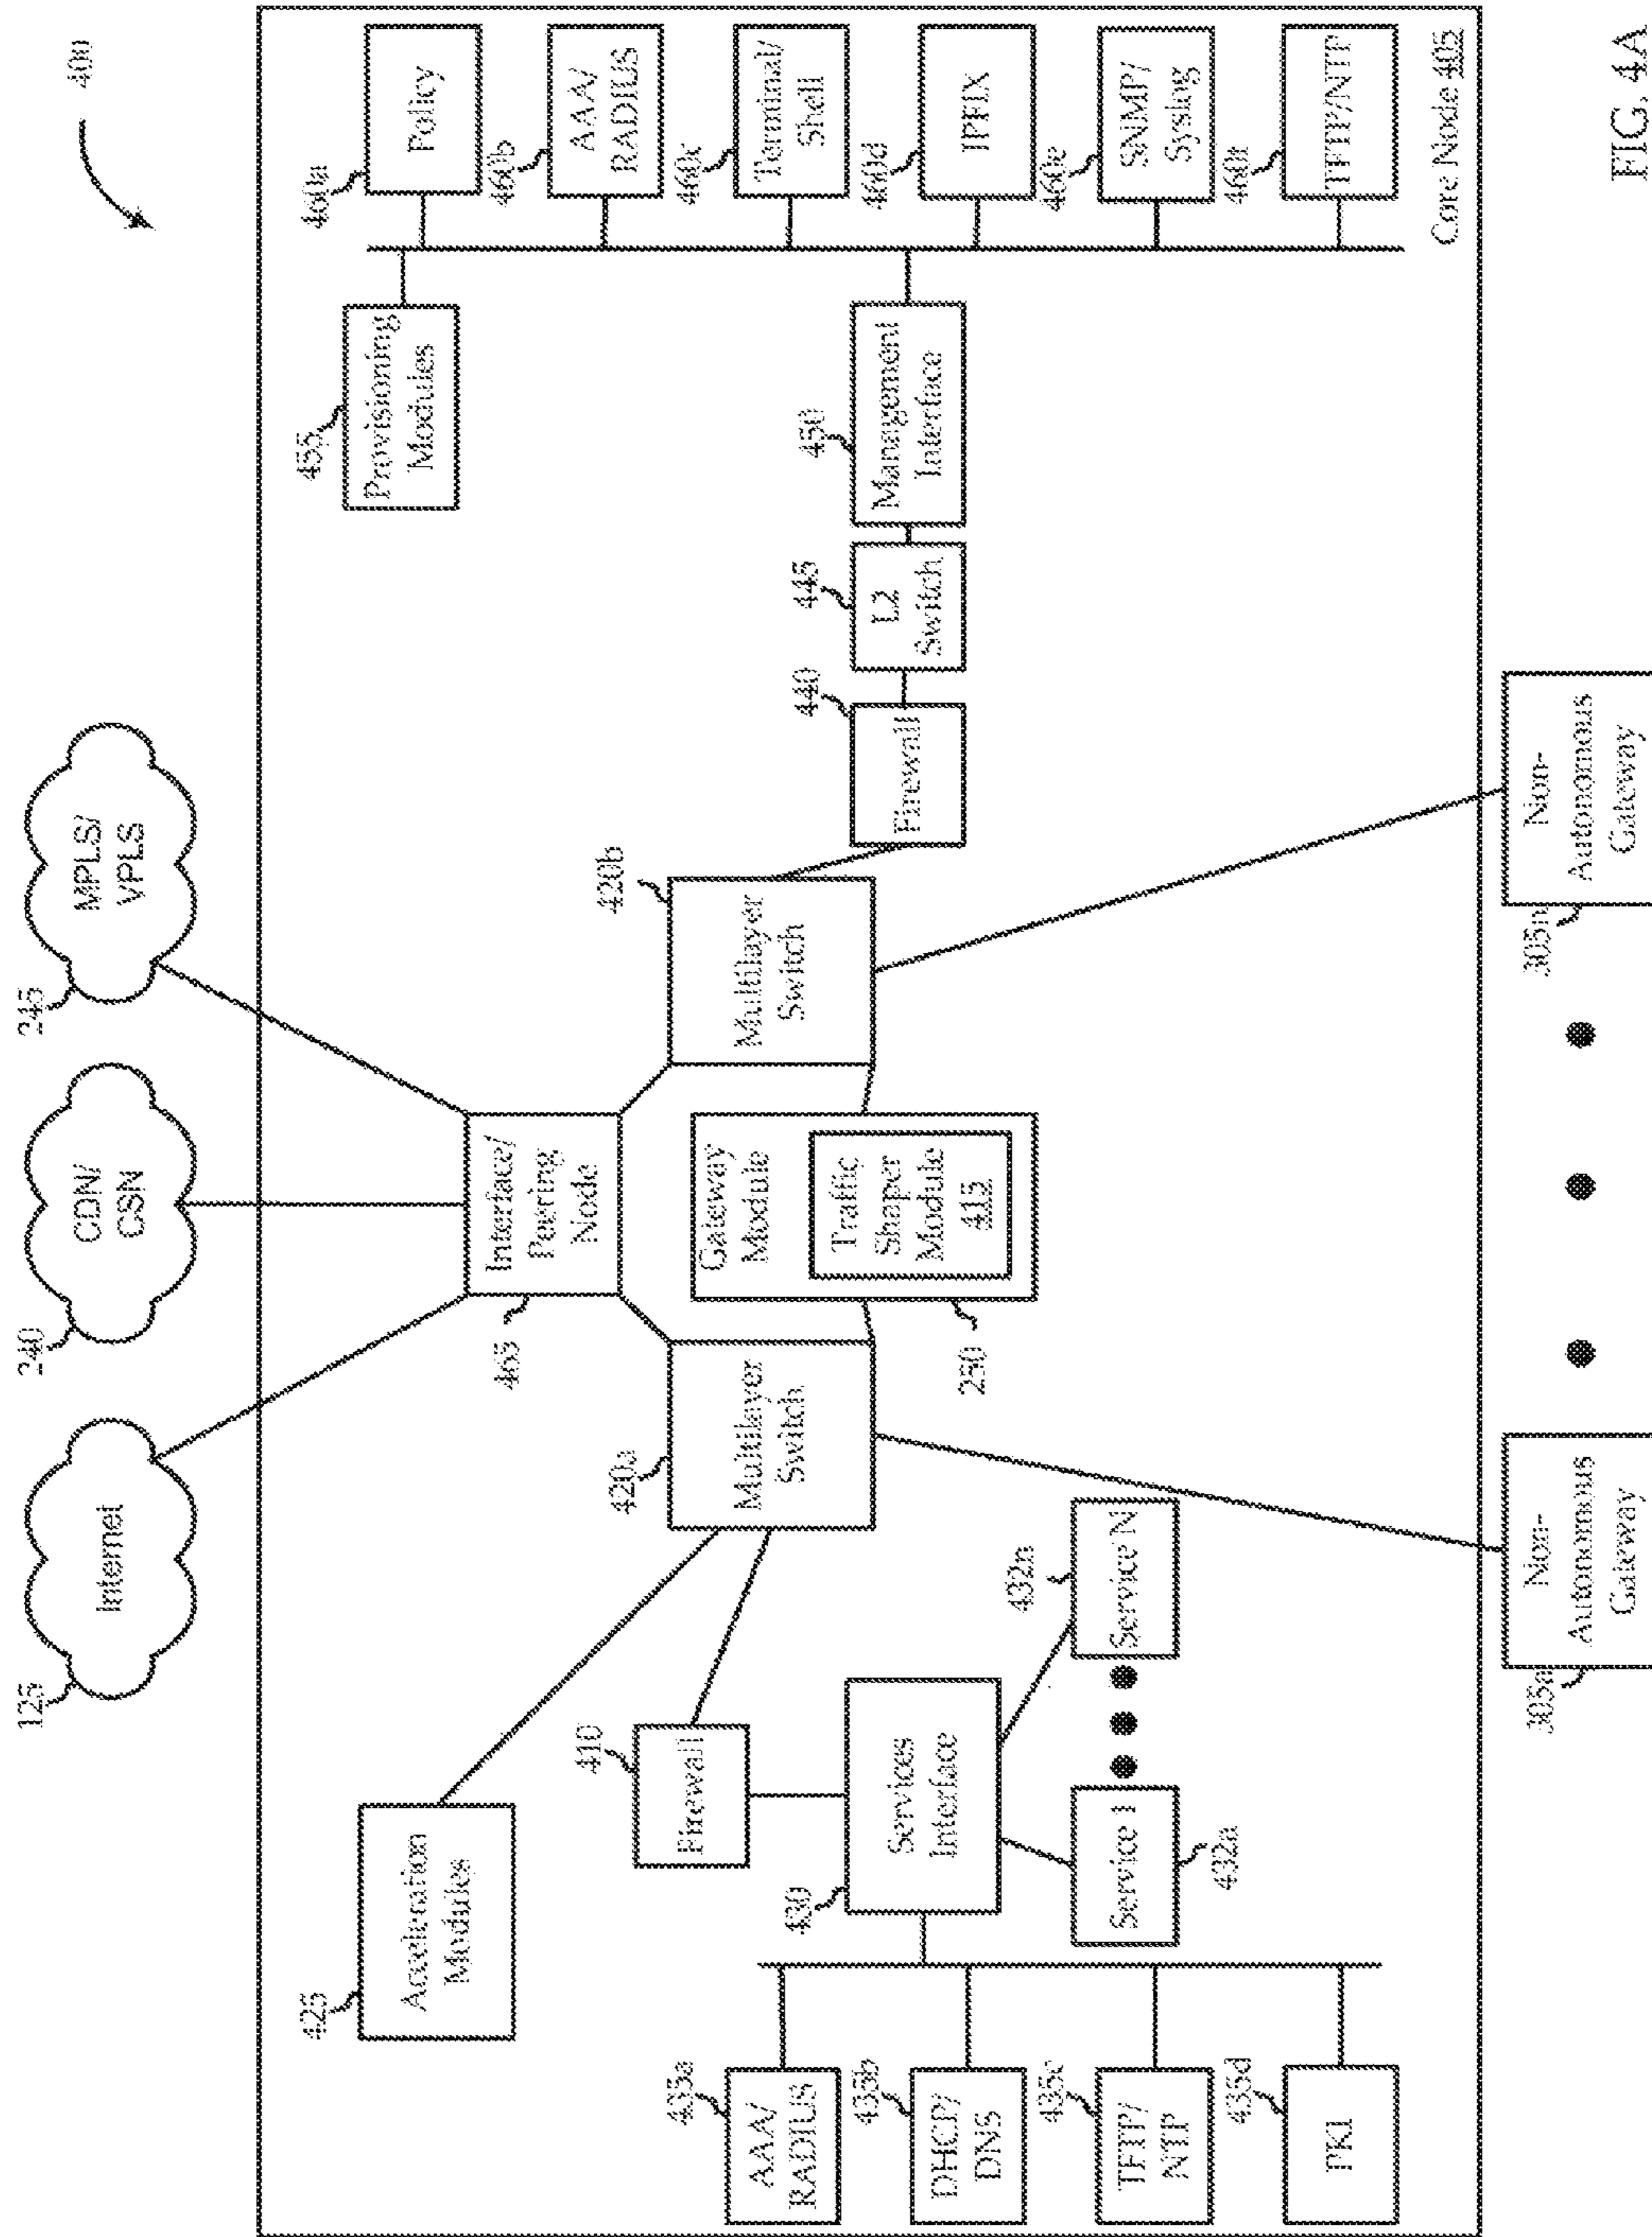 400
125
Internet
240
CDN/
CSN
245
MPLS/
VPLS
465
Interface/
Peering
Node
425
Acceleration
Modules
455
Provisioning
Modules
410
Firewall
420a
Multilayer
Switch
Gateway
Module
Traffic
Shaper
Module
415
250
420b
Multilayer
Switch
440
Firewall
445
L2
Switch
450
Management
Interface
460a
Policy
460b
AAA/
RADIUS
460c
Terminal/
Shell
460d
IPFIX
460e
SNMP/
Syslog
460f
TFTP/NTP
430
Services
Interface
432a
Service 1
432n
Service N
435a
AAA/
RADIUS
435b
DHCP/
DNS
435c
TFTP/
NTP
435d
PKI
Core Node 405
305a
Non-
Autonomous
Gateway
305n
Non-
Autonomous
Gateway
FIG. 4A